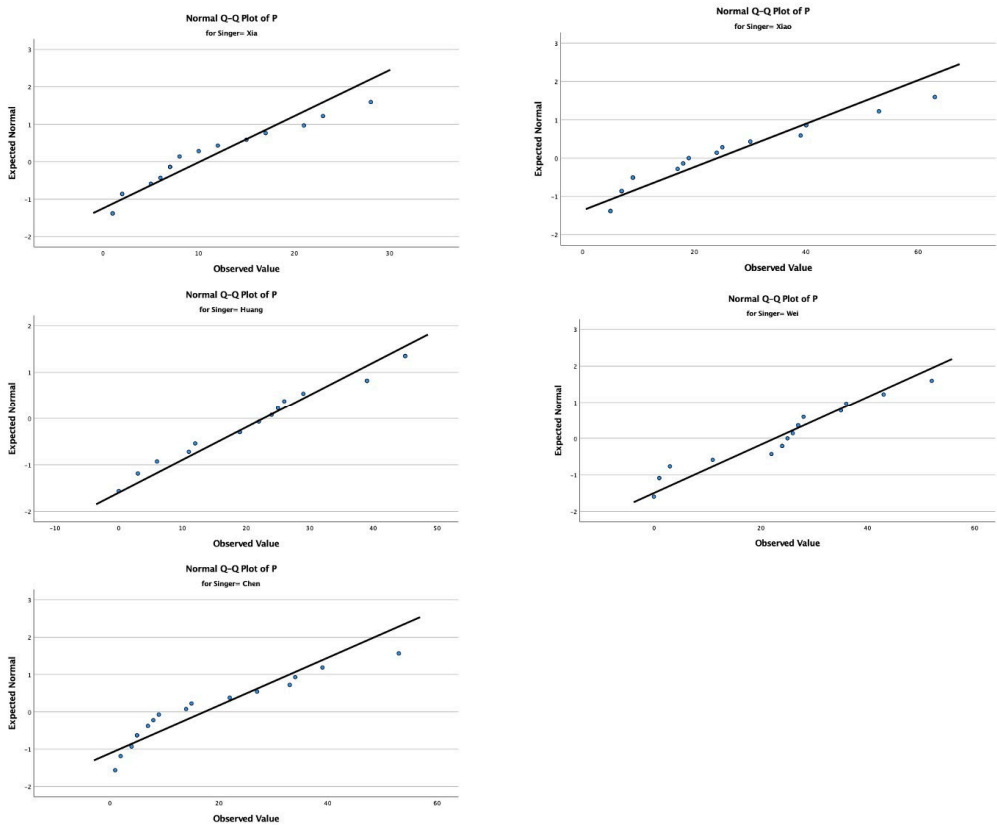 Normal Q-Q Plot of P
for Singer= Xia
Expected Normal
3
2
1
0
-1
-2
0
10
20
30
Observed Value
Normal Q-Q Plot of P
for Singer= Xiao
Expected Normal
3
2
1
0
-1
-2
0
20
40
60
Observed Value
Normal Q-Q Plot of P
for Singer= Huang
Expected Normal
2
1
0
-1
-2
-10
0
10
20
30
40
50
Observed Value
Normal Q-Q Plot of P
for Singer= Wei
Expected Normal
3
2
1
0
-1
-2
0
20
40
60
Observed Value
Normal Q-Q Plot of P
for Singer= Chen
Expected Normal
3
2
1
0
-1
-2
0
20
40
60
Observed Value